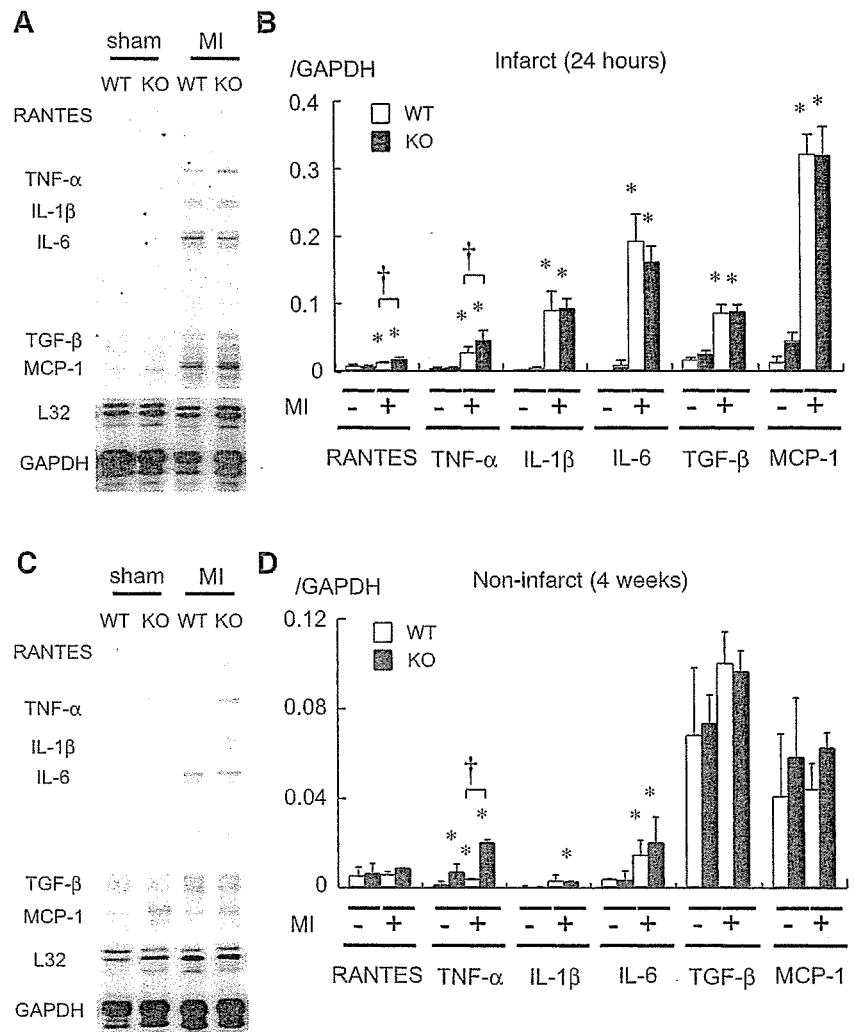 A
sham MI
WT KO WT KO
RANTES
TNF-α
IL-1β
IL-6
TGF-β
MCP-1
L32
GAPDH
B
Infarct (24 hours)
/GAPDH
WT
KO
0.4
0.3
0.2
0.1
0
* * † * * † * * * * * * * *
MI - + - + - + - + - + - +
RANTES TNF-α IL-1β IL-6 TGF-β MCP-1
C
sham MI
WT KO WT KO
RANTES
TNF-α
IL-1β
IL-6
TGF-β
MCP-1
L32
GAPDH
D
Non-infarct (4 weeks)
/GAPDH
WT
KO
0.12
0.08
0.04
0
* * * † * * *
MI - + - + - + - + - + - +
RANTES TNF-α IL-1β IL-6 TGF-β MCP-1